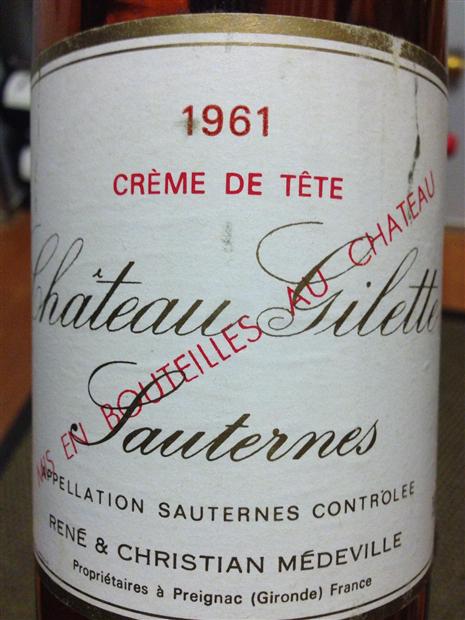 1961
CRÈME DE TÊTE
Château Gilette
MIS EN BOUTEILLES AU CHATEAU
Sauternes
APPELLATION SAUTERNES CONTRÔLÉE
RENÉ & CHRISTIAN MÉDEVILLE
Propriétaires à Preignac (Gironde) France